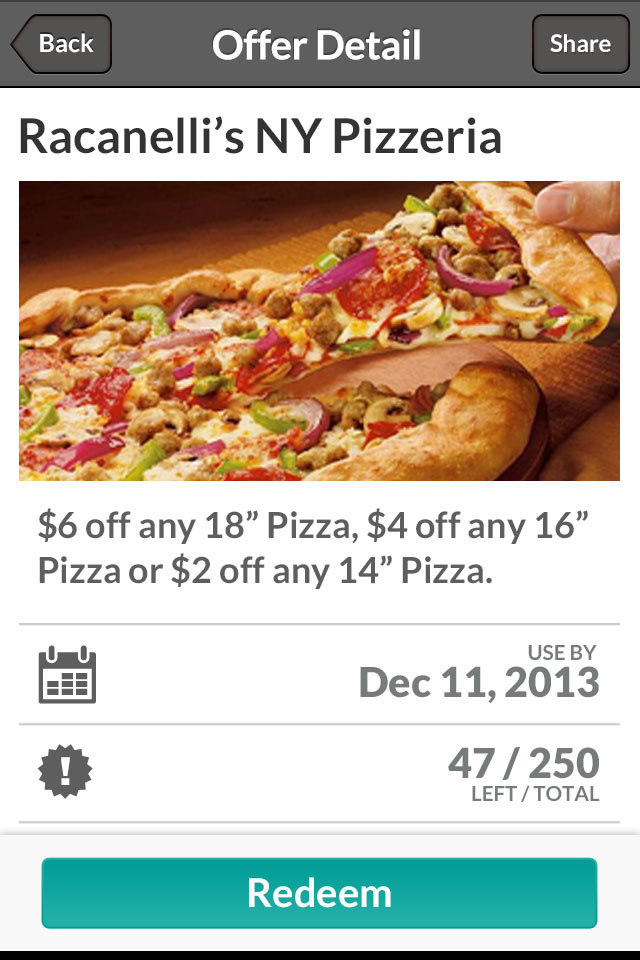 Back
Offer Detail
Share
Racanelli’s NY Pizzeria
$6 off any 18” Pizza, $4 off any 16”
Pizza or $2 off any 14” Pizza.
USE BY
Dec 11, 2013
!
47 / 250
LEFT / TOTAL
Redeem